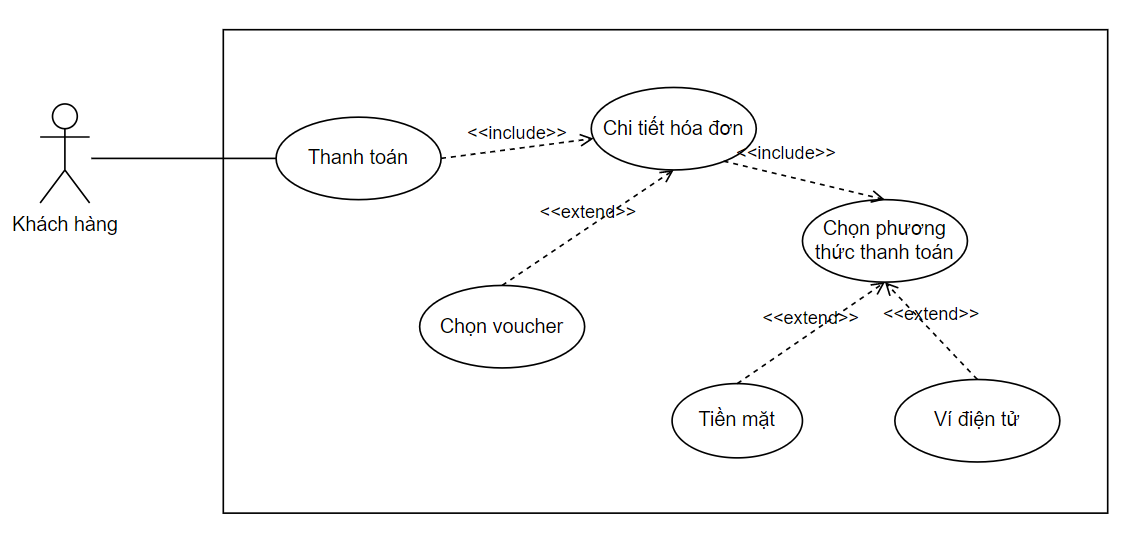 Khách hàng
Thanh toán
<<include>>
Chi tiết hóa đơn
<<include>>
<<extend>>
Chọn voucher
Chọn phương
thức thanh toán
<<extend>>
<<extend>>
Tiền mặt
Ví điện tử